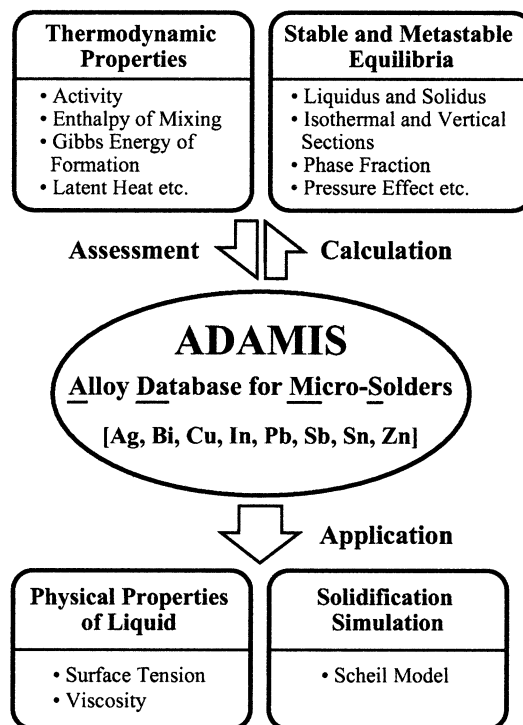 Thermodynamic
Properties
• Activity
• Enthalpy of Mixing
• Gibbs Energy of
Formation
• Latent Heat etc.
Stable and Metastable
Equilibria
• Liquidus and Solidus
• Isothermal and Vertical
Sections
• Phase Fraction
• Pressure Effect etc.
Assessment
Calculation
ADAMIS
Alloy Database for Micro-Solders
[Ag, Bi, Cu, In, Pb, Sb, Sn, Zn]
Application
Physical Properties
of Liquid
• Surface Tension
• Viscosity
Solidification
Simulation
• Scheil Model